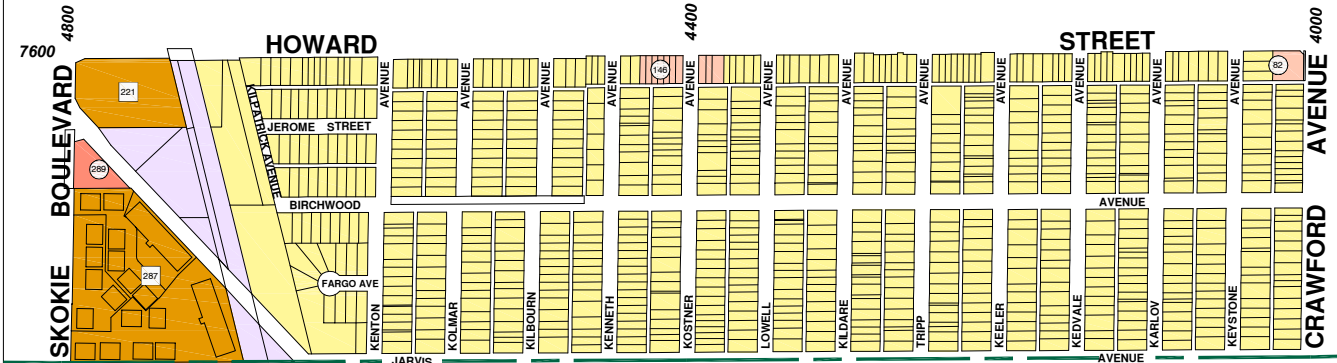 4800
4400
4000
7600
HOWARD
STREET
BOULEVARD
SKOKIE
221
289
287
146
82
KILPATRICK AVENUE
JEROME STREET
BIRCHWOOD
AVENUE
FARGO AVE
AVENUE
AVENUE
AVENUE
AVENUE
AVENUE
AVENUE
AVENUE
AVENUE
AVENUE
AVENUE
AVENUE
AVENUE
KENTON
KOLMAR
KILBOURN
KENNETH
KOSTNER
LOWELL
KILDARE
TRIPP
KEELER
KEDVALE
KARLOV
KEYSTONE
CRAWFORD
AVENUE
JARVIS
AVENUE